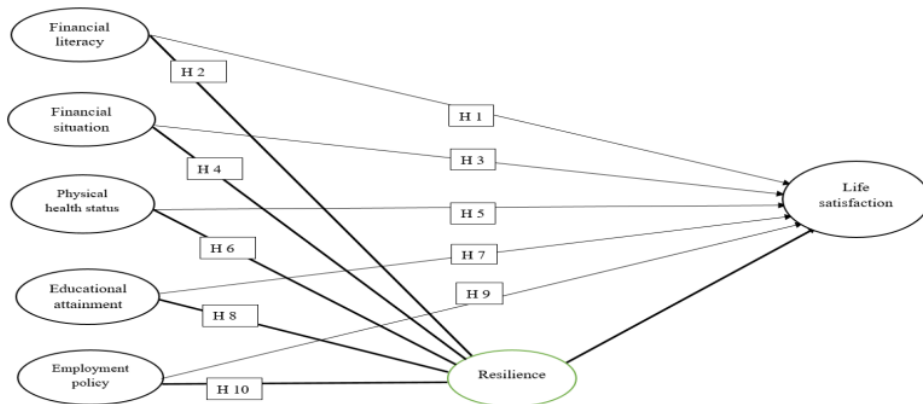 Financial
literacy
H 2
H 1
Financial
situation
H 3
H 4
Physical
health status
Life
satisfaction
H 5
H 6
H 7
Educational
attainment
H 9
H 8
Employment
policy
Resilience
H 10